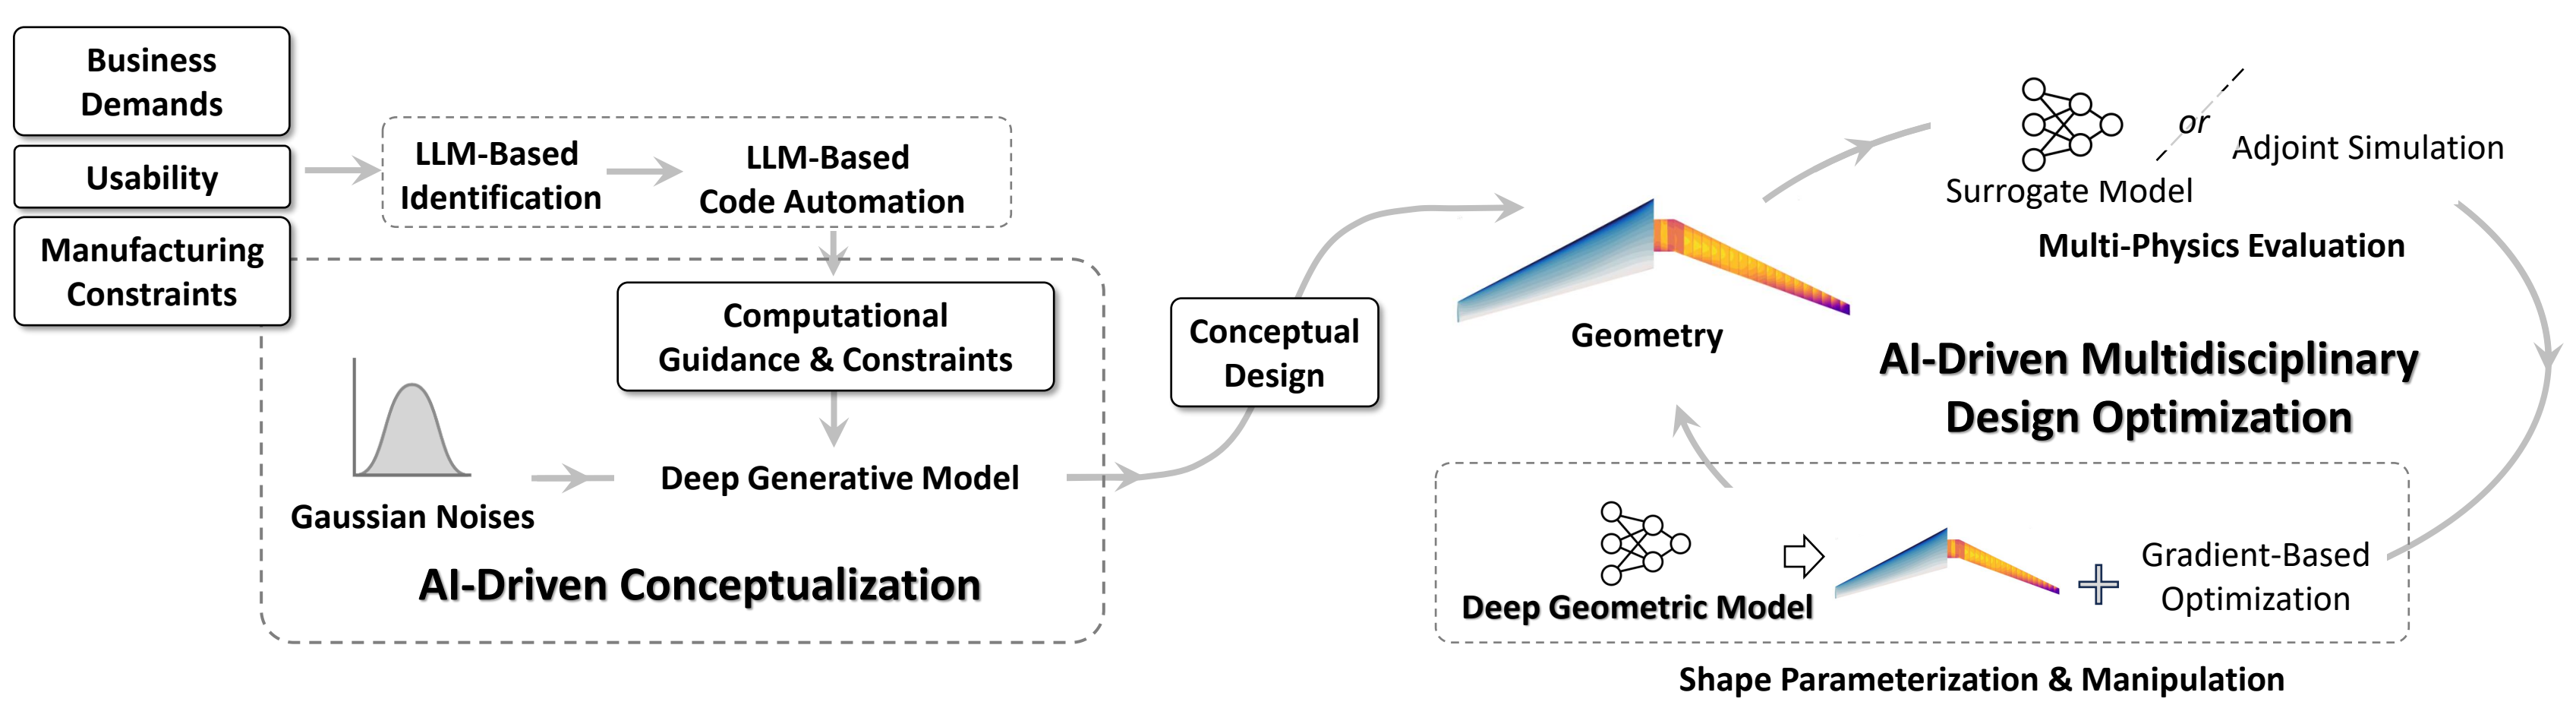 Business
Demands
Usability
Manufacturing
Constraints
LLM-Based
Identification
LLM-Based
Code Automation
Computational
Guidance & Constraints
Gaussian Noises
Deep Generative Model
AI-Driven Conceptualization
Conceptual
Design
Geometry
Surrogate Model
or
Adjoint Simulation
Multi-Physics Evaluation
AI-Driven Multidisciplinary
Design Optimization
Deep Geometric Model
Gradient-Based
Optimization
Shape Parameterization & Manipulation